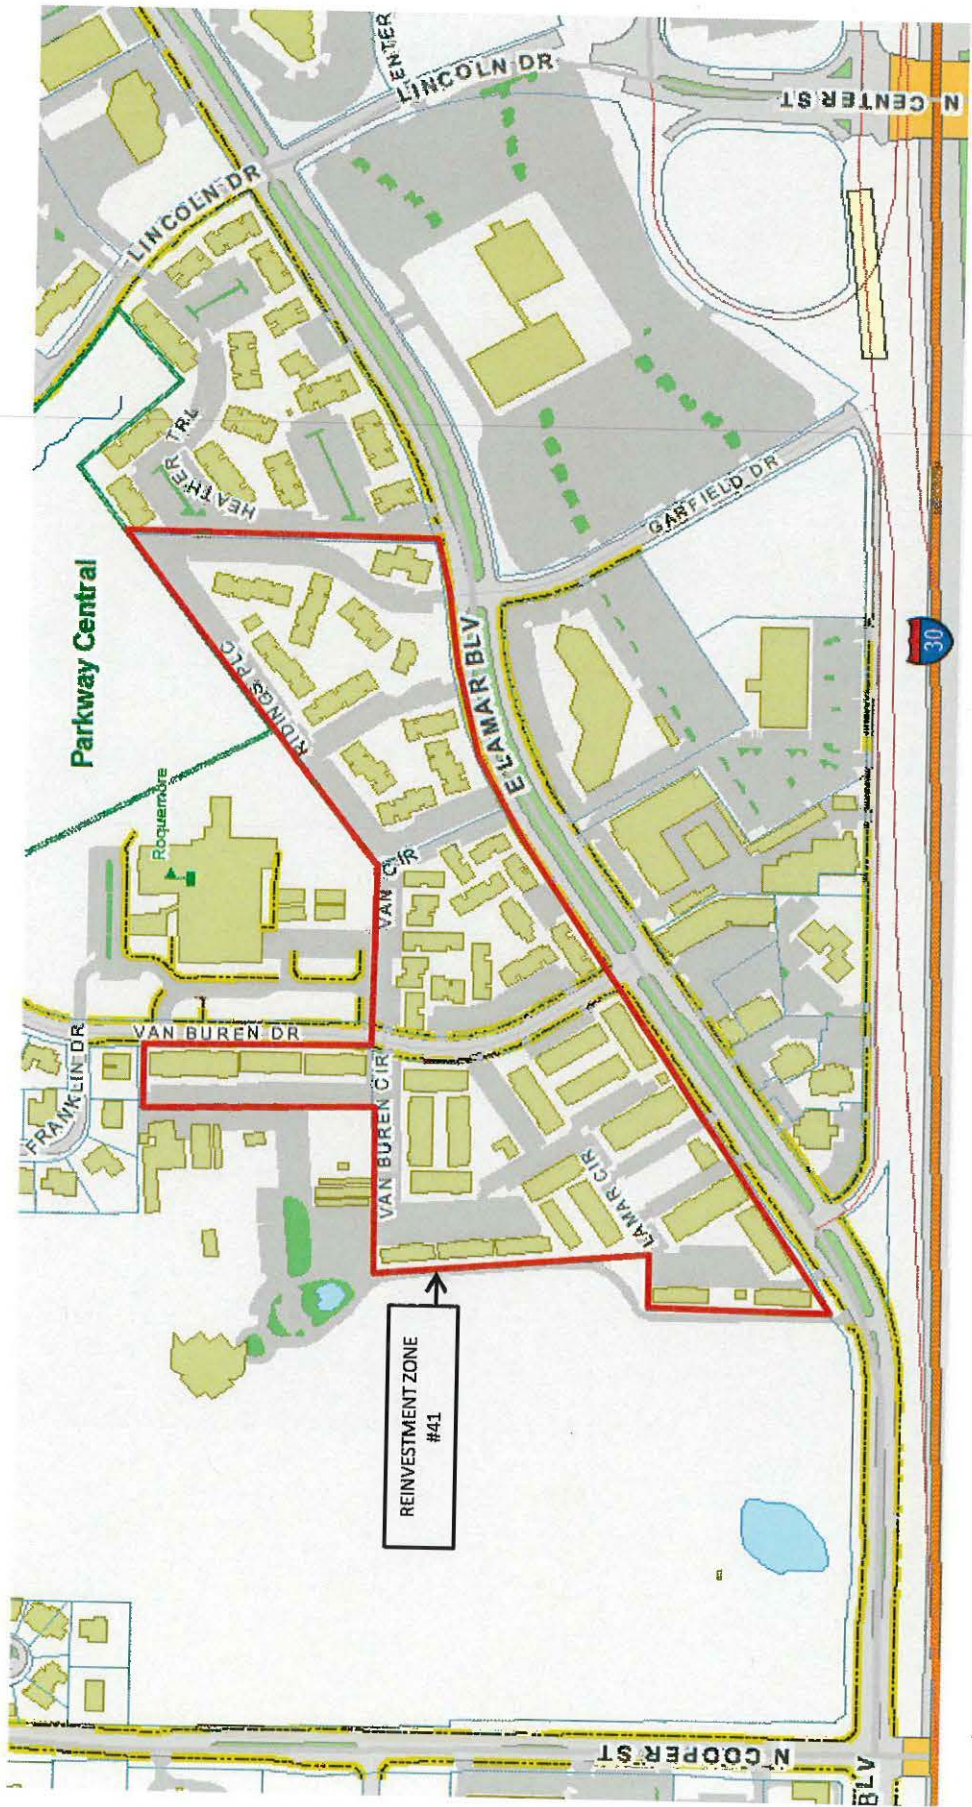 Parkway Central
Roquemore
ENTER
LINCOLN DR
LINCOLN DR
N CENTER ST
HEATHER TRL
GARFIELD DR
RIDINGS PLC
E LAMAR BLV
VAN CIR
VAN BUREN DR
FRANKLIN DR
VAN BUREN CIR
LAMAR CIR
30
REINVESTMENT ZONE
#41
N COOPER ST
BLV